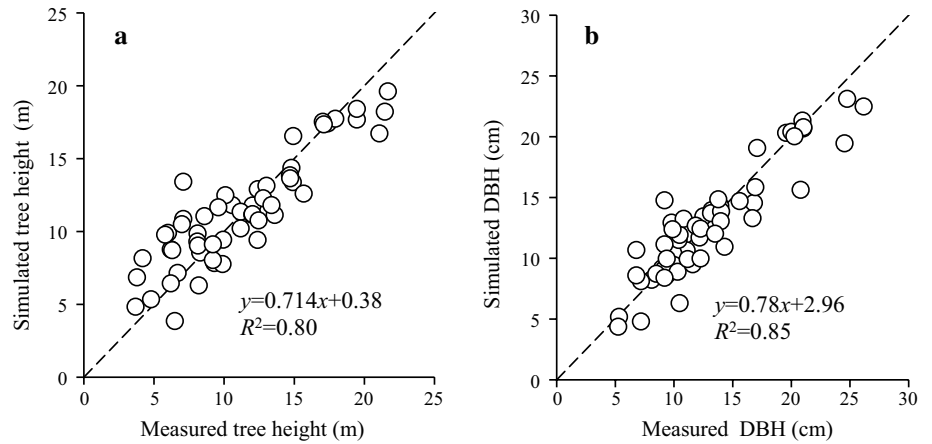 a
25
20
15
10
5
0
0 5 10 15 20 25
Simulated tree height (m)
Measured tree height (m)
y=0.714x+0.38
R²=0.80
b
30
25
20
15
10
5
0
0 5 10 15 20 25 30
Simulated DBH (cm)
Measured DBH (cm)
y=0.78x+2.96
R²=0.85